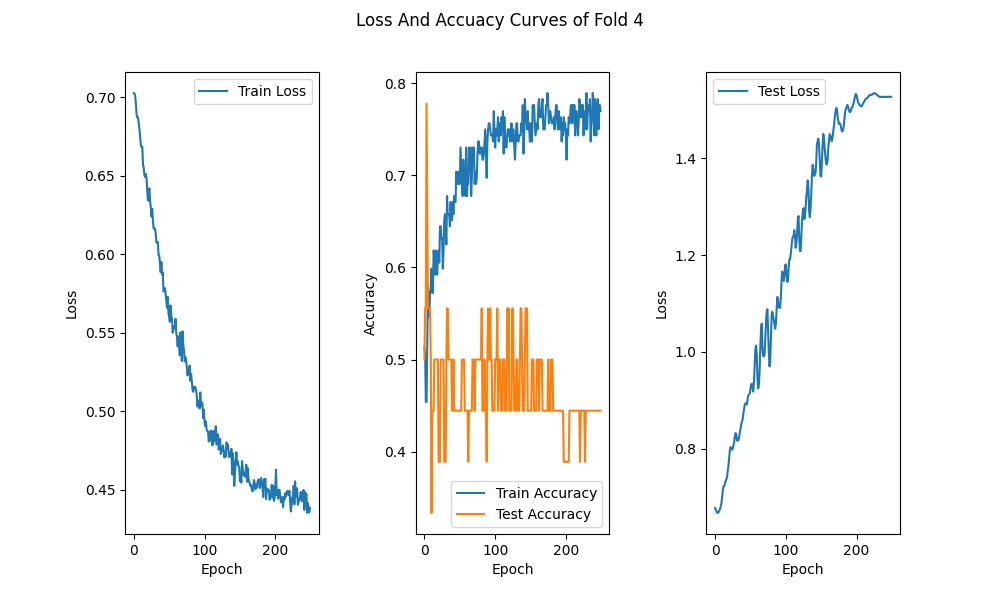 Loss And Accuacy Curves of Fold 4
Loss
0.70
0.65
0.60
0.55
0.50
0.45
0
100
200
Epoch
Train Loss
Accuracy
0.8
0.7
0.6
0.5
0.4
0
100
200
Epoch
Train Accuracy
Test Accuracy
Loss
1.4
1.2
1.0
0.8
0
100
200
Epoch
Test Loss